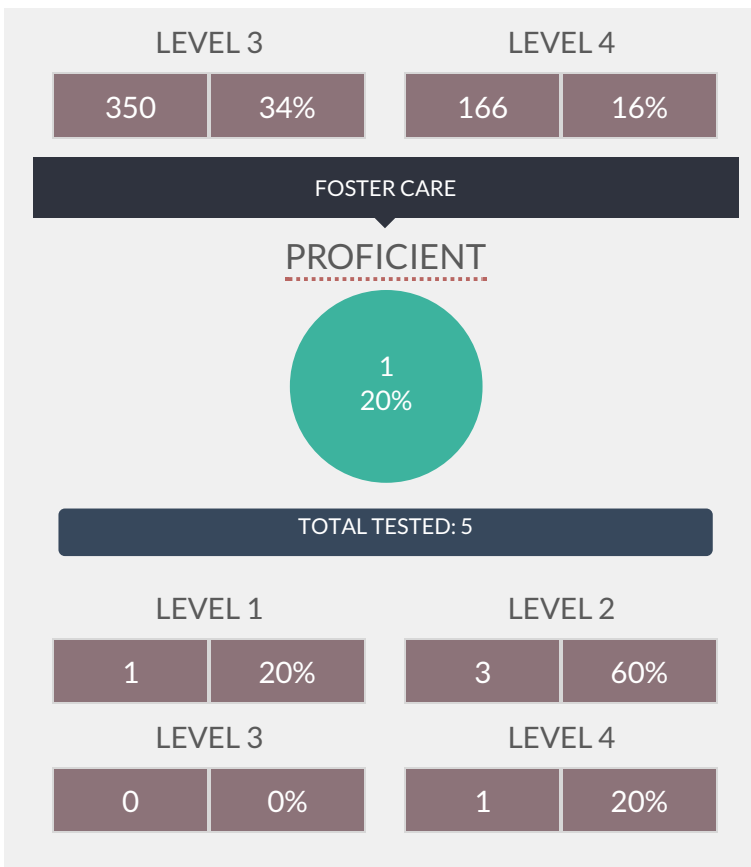 LEVEL 3 LEVEL 4
350 34% 166 16%
FOSTER CARE
PROFICIENT
1
20%
TOTAL TESTED: 5
LEVEL 1 LEVEL 2
1 20% 3 60%
LEVEL 3 LEVEL 4
0 0% 1 20%